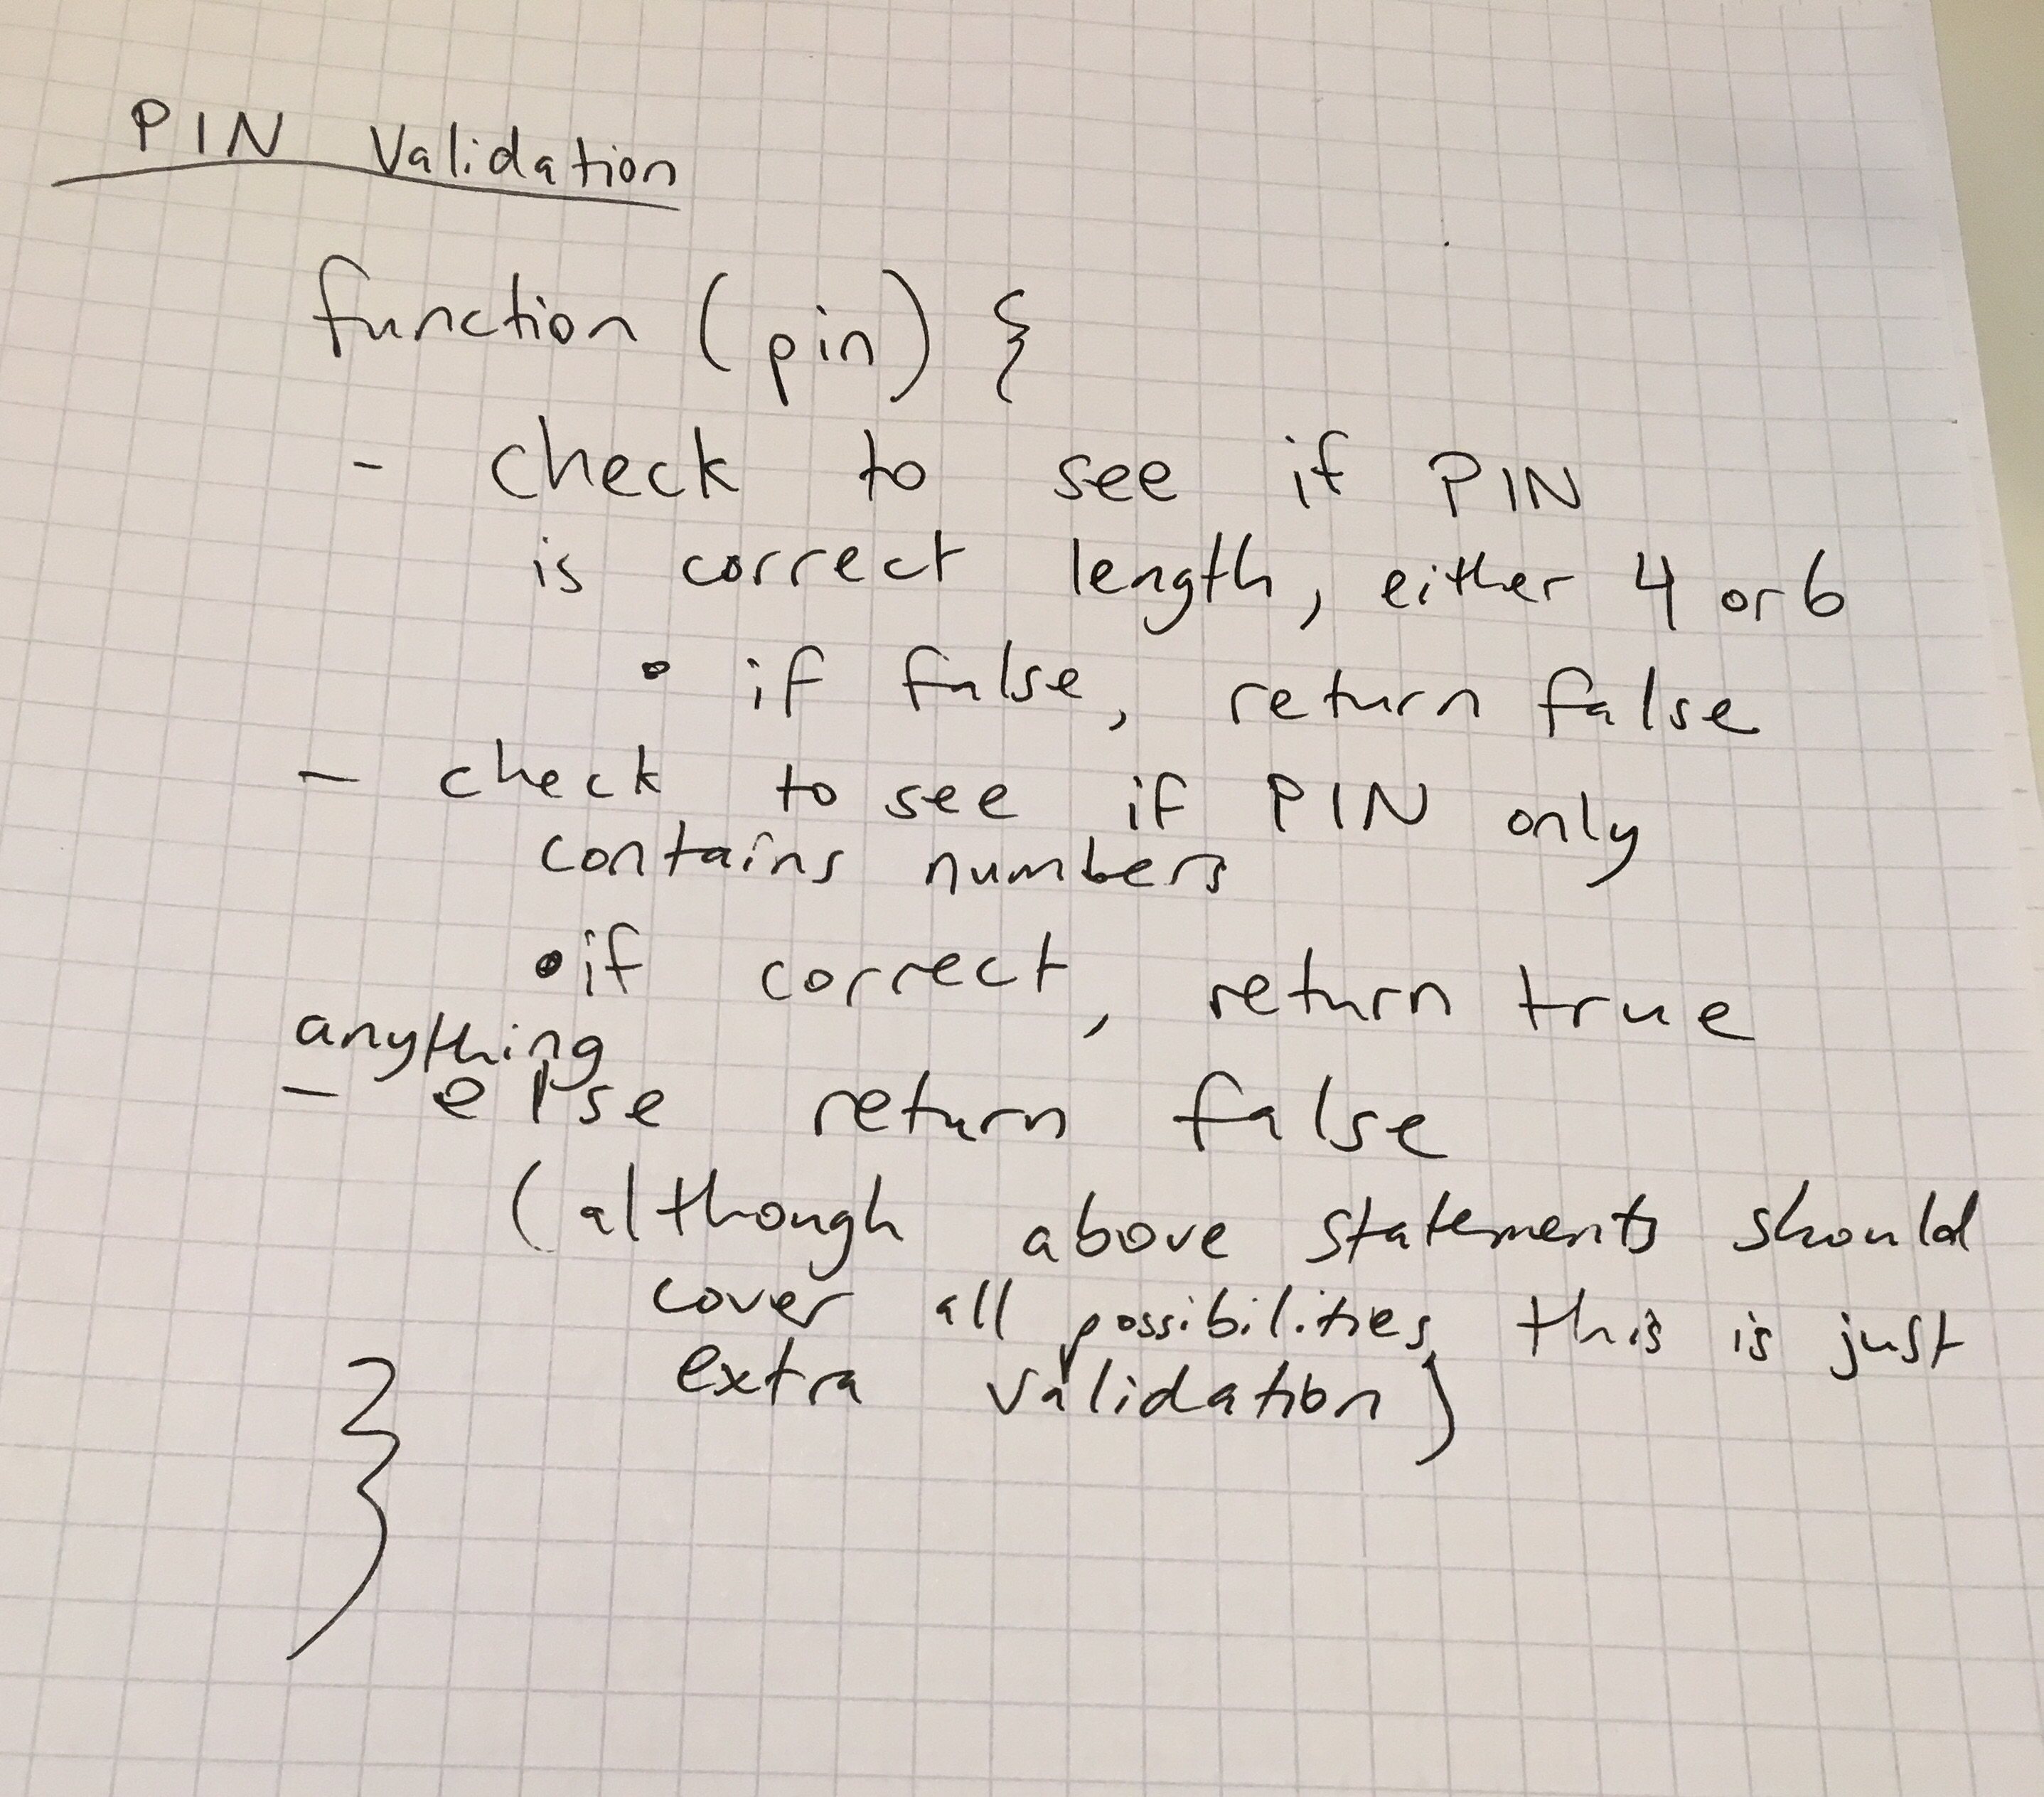 PIN Validation
function (pin) {
- check to see if PIN
is correct length, either 4 or 6
• if false, return false
- check to see if PIN only
contains numbers
• if correct, return true
anything
- else return false
(although above statements should
cover all possibilities, this is just
extra validation)
}